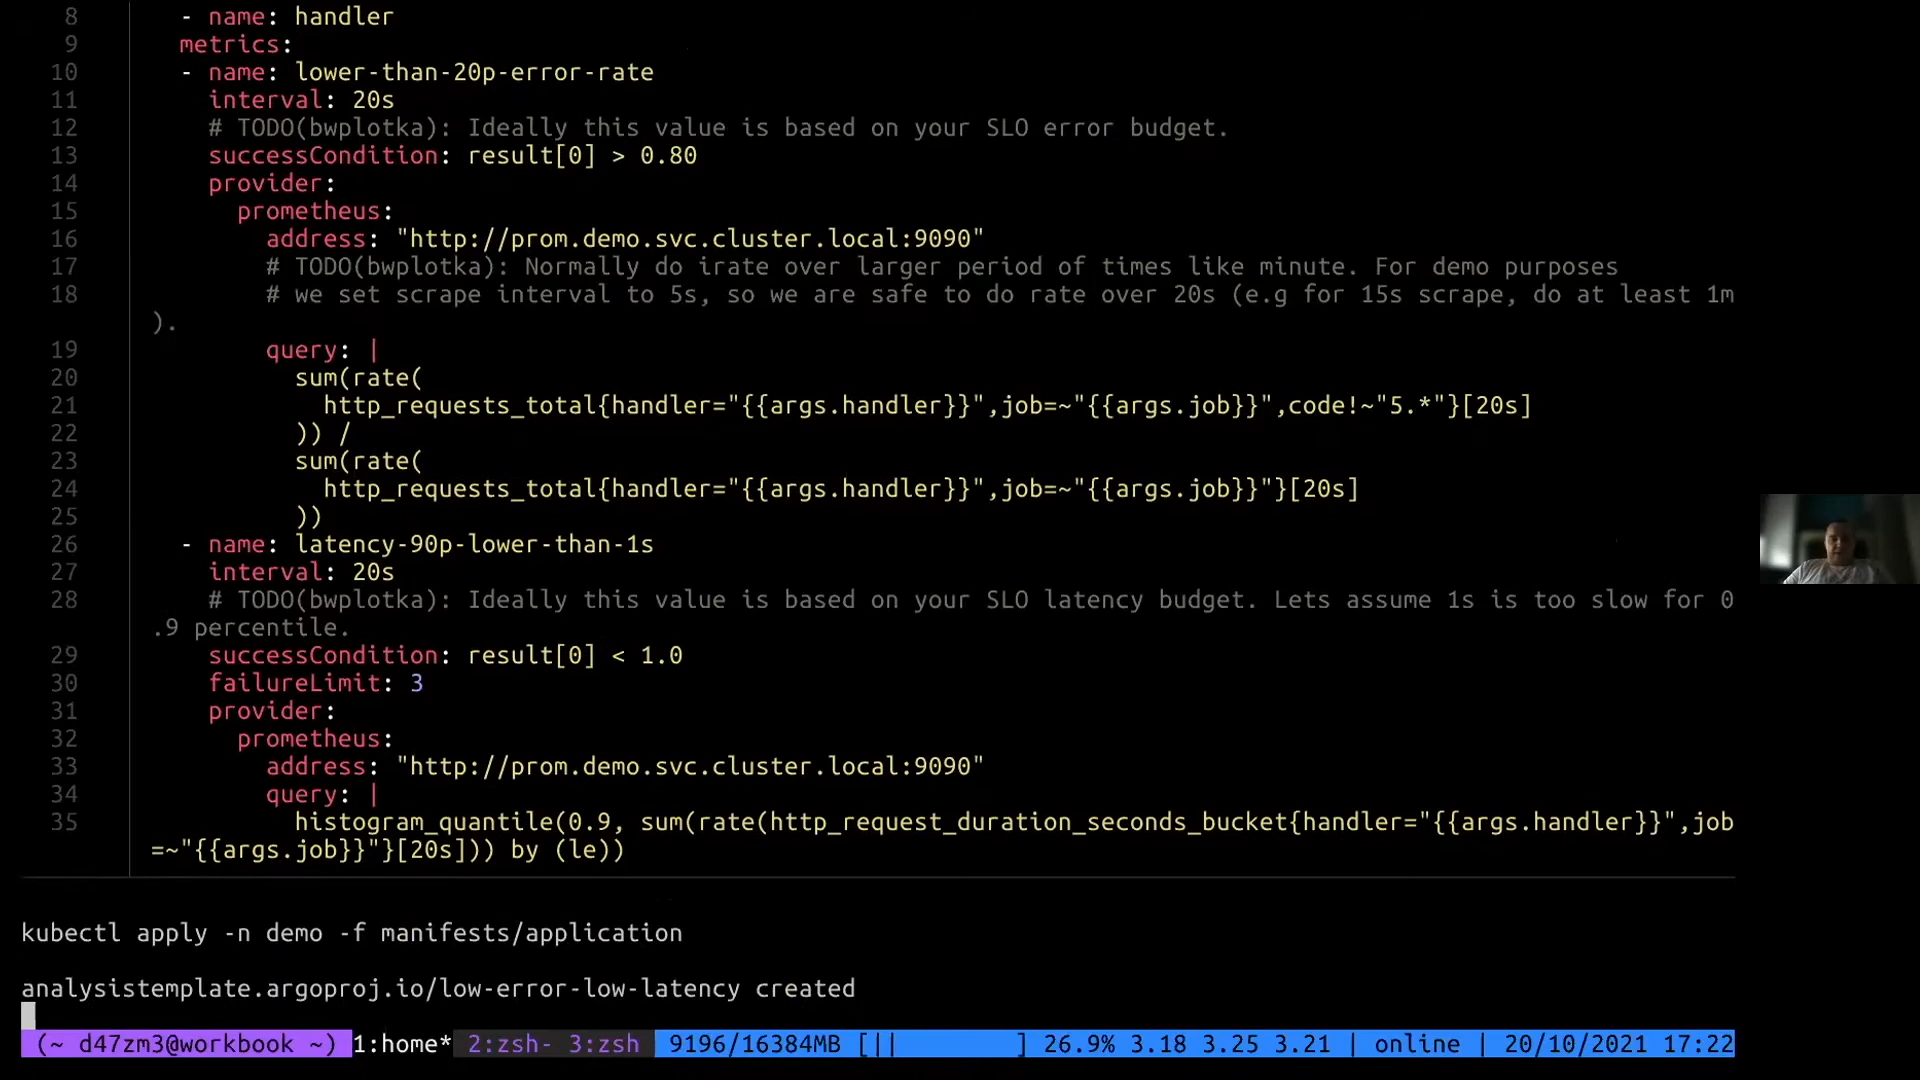 8 - name: handler
9 metrics:
10 - name: lower-than-20p-error-rate
11 interval: 20s
12 # TODO(bwplotka): Ideally this value is based on your SLO error budget.
13 successCondition: result[0] > 0.80
14 provider:
15 prometheus:
16 address: "http://prom.demo.svc.cluster.local:9090"
17 # TODO(bwplotka): Normally do irate over larger period of times like minute. For demo purposes
18 # we set scrape interval to 5s, so we are safe to do rate over 20s (e.g for 15s scrape, do at least 1m
).
19 query: |
20 sum(rate(
21 http_requests_total{handler="{{args.handler}}",job=~"{{args.job}}",code!~"5.*"}[20s]
22 )) /
23 sum(rate(
24 http_requests_total{handler="{{args.handler}}",job=~"{{args.job}}"}[20s]
25 ))
26 - name: latency-90p-lower-than-1s
27 interval: 20s
28 # TODO(bwplotka): Ideally this value is based on your SLO latency budget. Lets assume 1s is too slow for 0
.9 percentile.
29 successCondition: result[0] < 1.0
30 failureLimit: 3
31 provider:
32 prometheus:
33 address: "http://prom.demo.svc.cluster.local:9090"
34 query: |
35 histogram_quantile(0.9, sum(rate(http_request_duration_seconds_bucket{handler="{{args.handler}}",job
=~"{{args.job}}"}[20s])) by (le))
kubectl apply -n demo -f manifests/application
analysistemplate.argoproj.io/low-error-low-latency created
(~ d47zm3@workbook ~) 1:home* 2:zsh- 3:zsh 9196/16384MB [|| ] 26.9% 3.18 3.25 3.21 | online | 20/10/2021 17:22